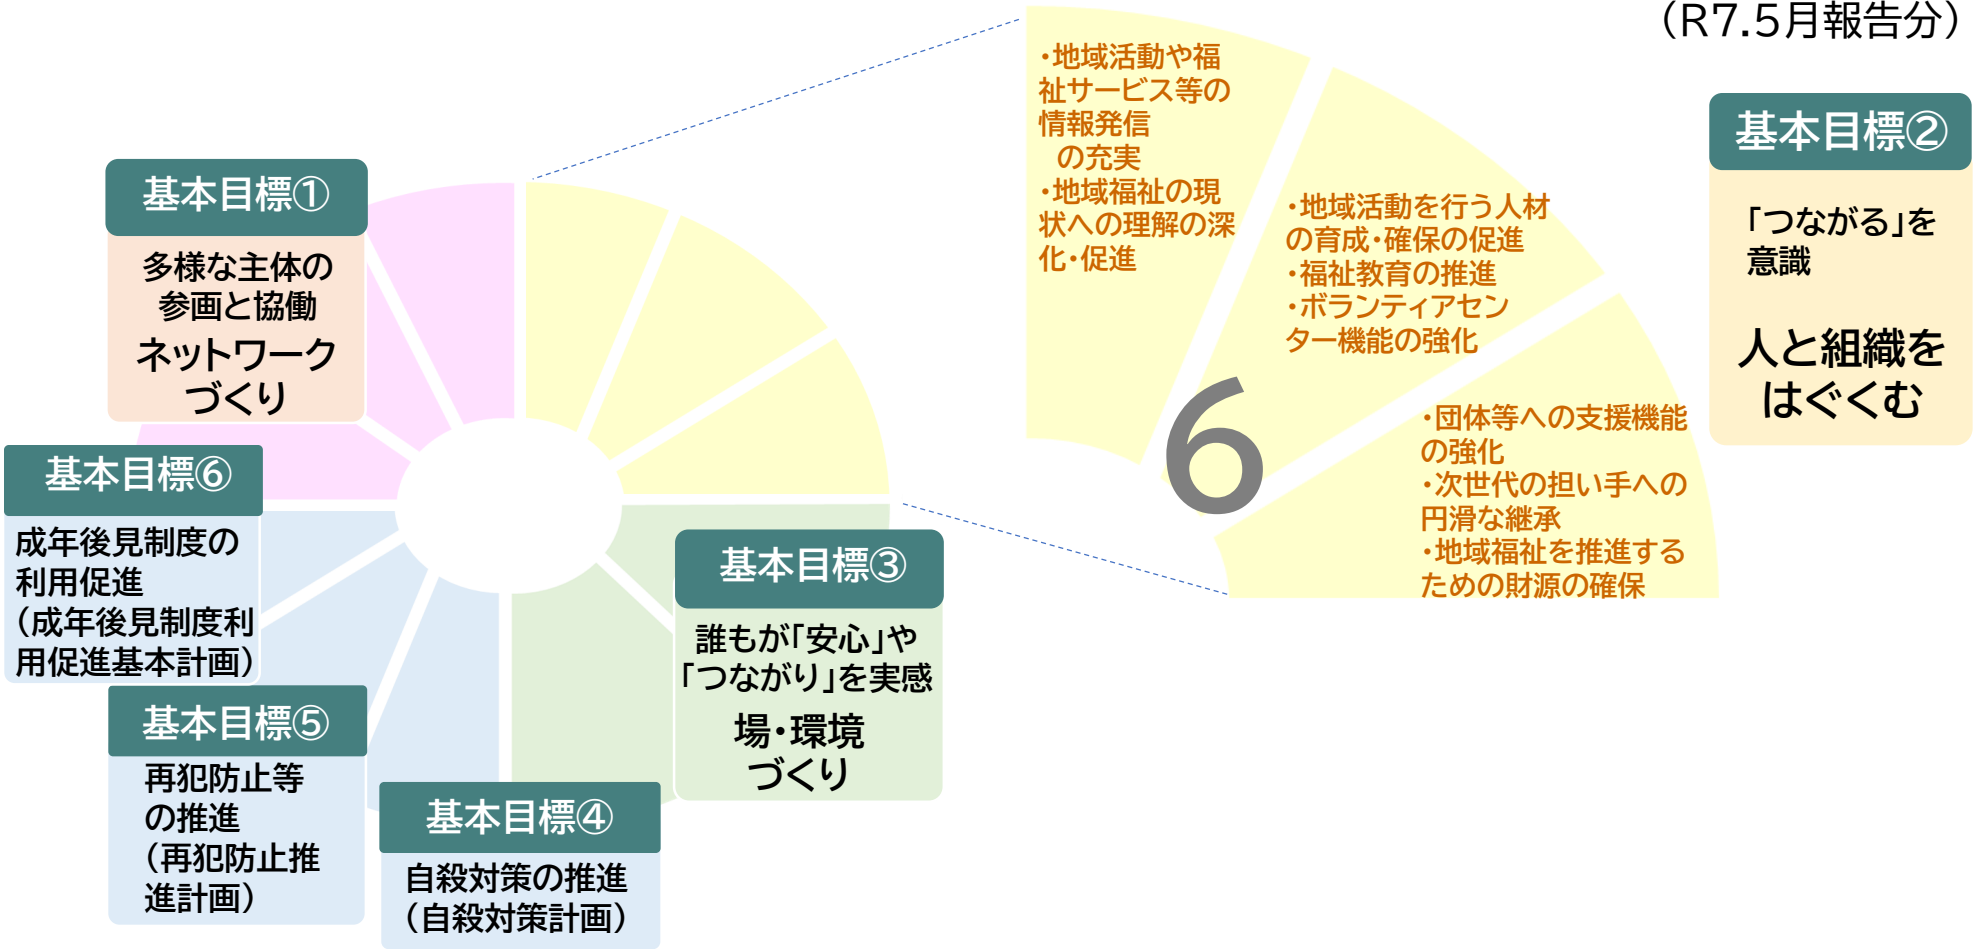 （R7.5月報告分）
・地域活動や福
祉サービス等の
情報発信
の充実
・地域福祉の現
状への理解の深
化・促進
・地域活動を行う人材
の育成・確保の促進
・福祉教育の推進
・ボランティアセン
ター機能の強化
・団体等への支援機能
の強化
・次世代の担い手への
円滑な継承
・地域福祉を推進する
ための財源の確保
6
基本目標②
「つながる」を
意識
人と組織を
はぐくむ
基本目標①
多様な主体の
参画と協働
ネットワーク
づくり
基本目標⑥
成年後見制度の
利用促進
（成年後見制度利
用促進基本計画）
基本目標③
誰もが「安心」や
「つながり」を実感
場・環境
づくり
基本目標⑤
再犯防止等
の推進
（再犯防止推
進計画）
基本目標④
自殺対策の推進
（自殺対策計画）